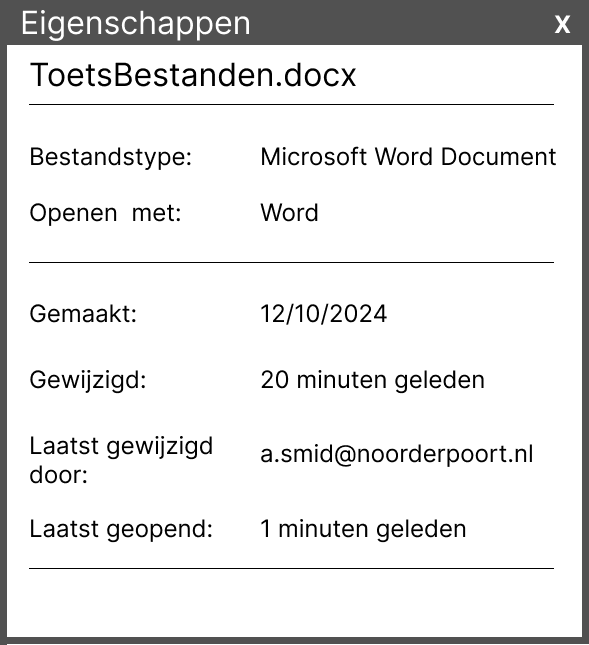 Eigenschappen X
ToetsBestanden.docx
Bestandstype: Microsoft Word Document
Openen met: Word
Gemaakt: 12/10/2024
Gewijzigd: 20 minuten geleden
Laatst gewijzigd
door: a.smid@noorderpoort.nl
Laatst geopend: 1 minuten geleden